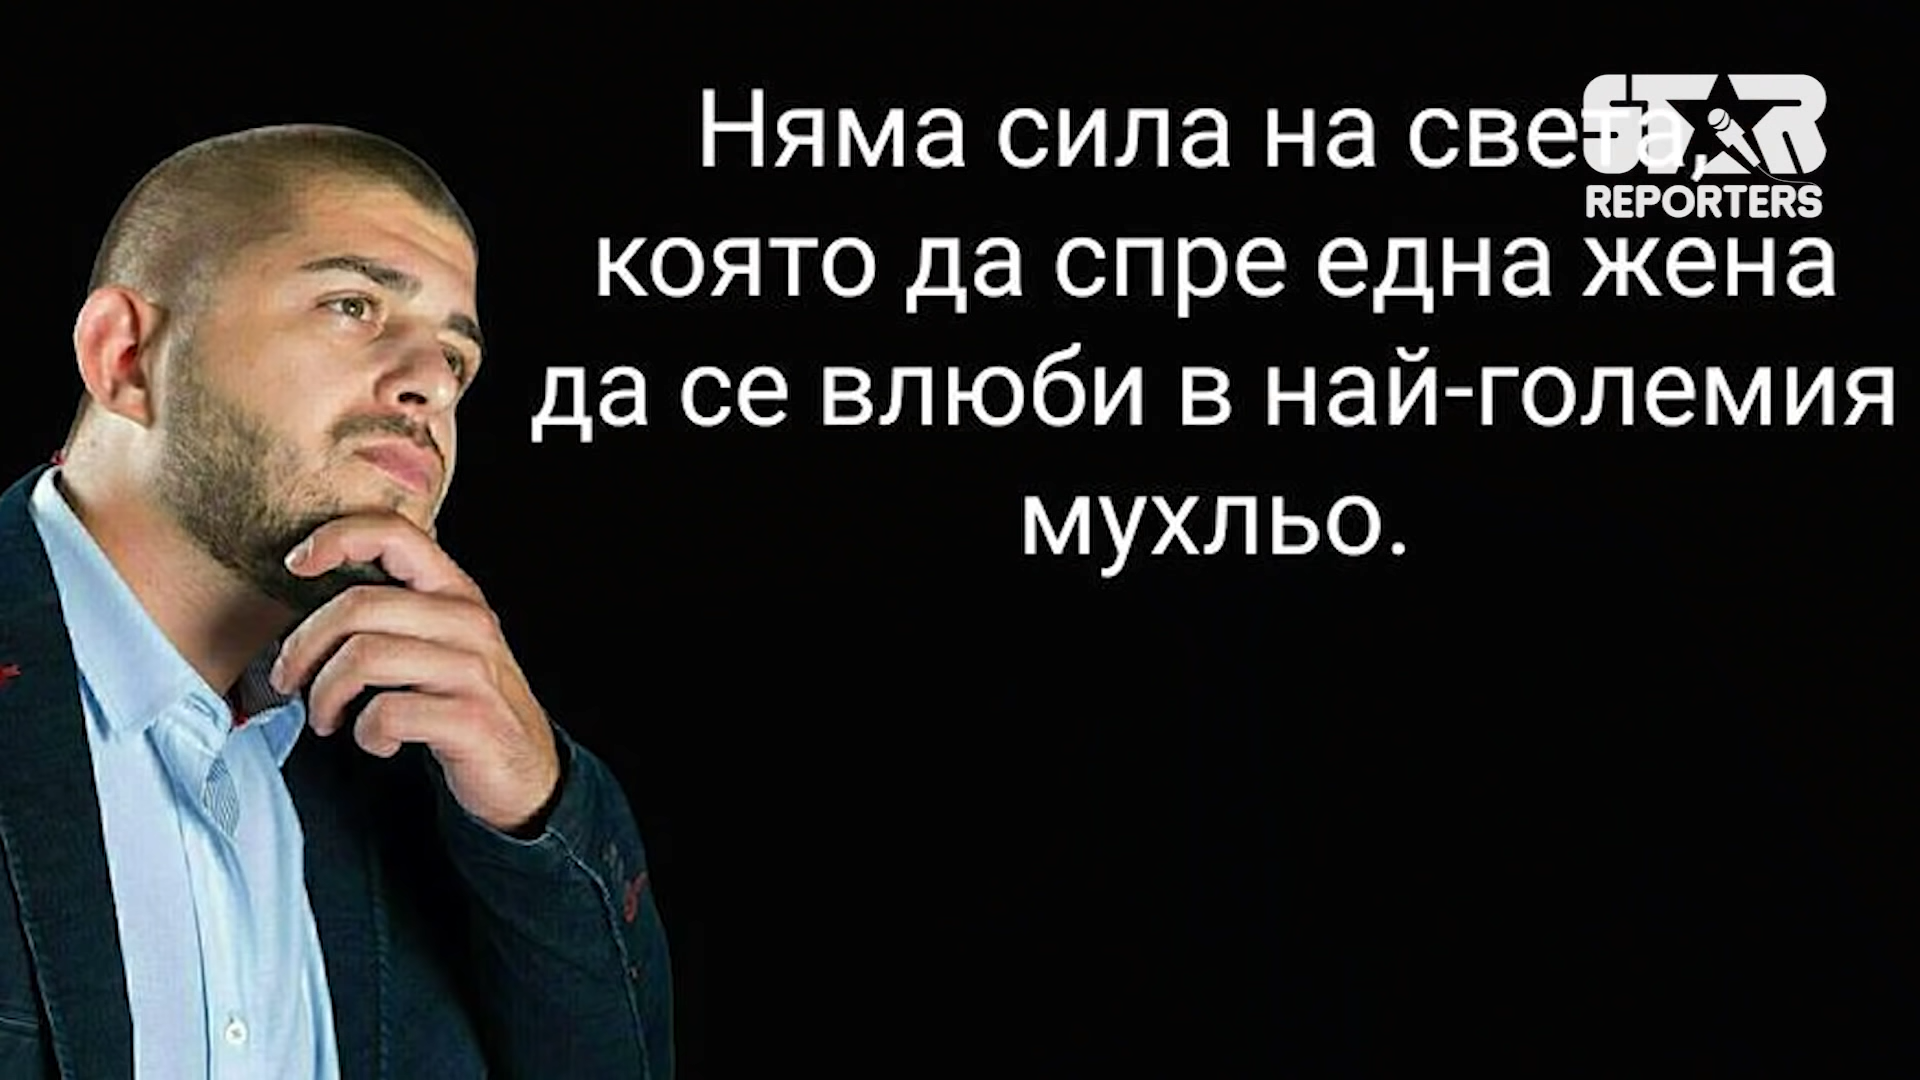 Няма сила на света,
STAR
REPORTERS
която да спре една жена
да се влюби в най-големия
мухльо.